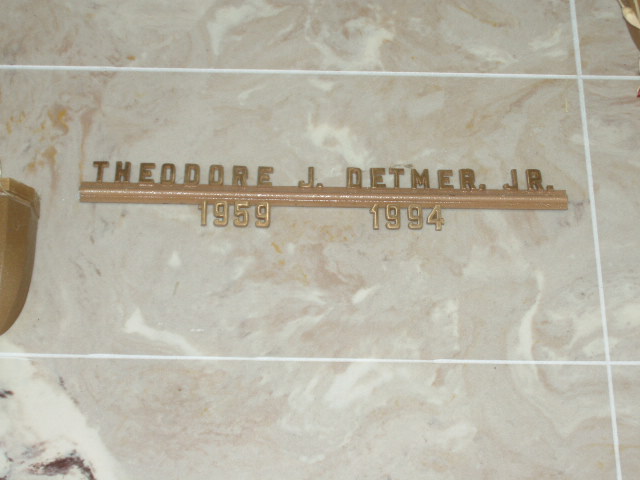 THEODORE J. DETMER, JR.
1959 1994